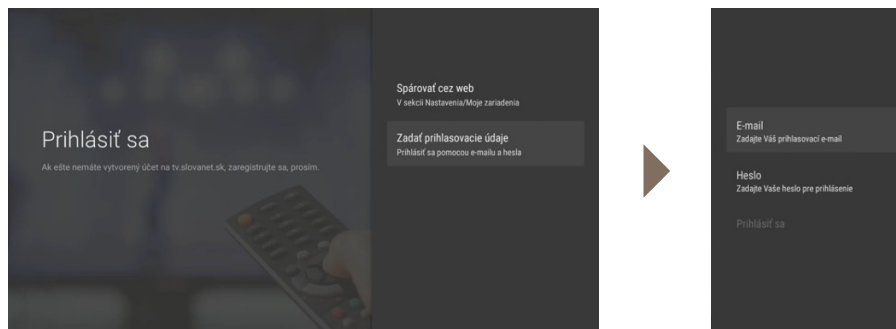 Prihlásiť sa
Ak ešte nemáte vytvorený účet na tv.slovanet.sk, zaregistrujte sa, prosím.
Spárovať cez web
V sekcii Nastavenia/Moje zariadenia
Zadať prihlasovacie údaje
Prihlásiť sa pomocou e-mailu a hesla
E-mail
Zadajte Váš prihlasovací e-mail
Heslo
Zadajte Vaše heslo pre prihlásenie
Prihlásiť sa